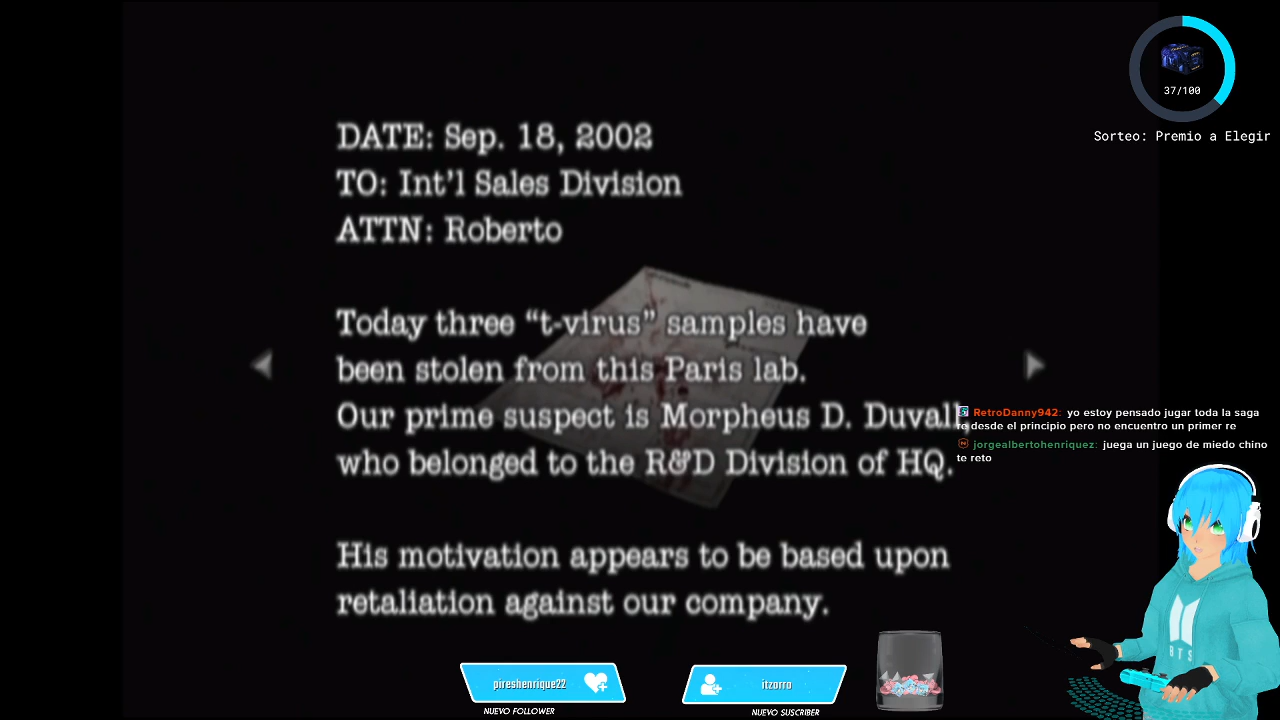 37/100
Sorteo: Premio a Elegir
DATE: Sep. 18, 2002
TO: Int'l Sales Division
ATTN: Roberto
Today three “t-virus” samples have
been stolen from this Paris lab.
Our prime suspect is Morpheus D. Duvall,
who belonged to the R&D Division of HQ.
His motivation appears to be based upon
retaliation against our company.
RetroDanny942: yo estoy pensado jugar toda la saga
desde el principio pero no encuentro un primer re
jorgealbertohenriquez: juega un juego de miedo chino
te reto
BTS
pireshenrique22
NUEVO FOLLOWER
itzorro
NUEVO SUSCRIBER